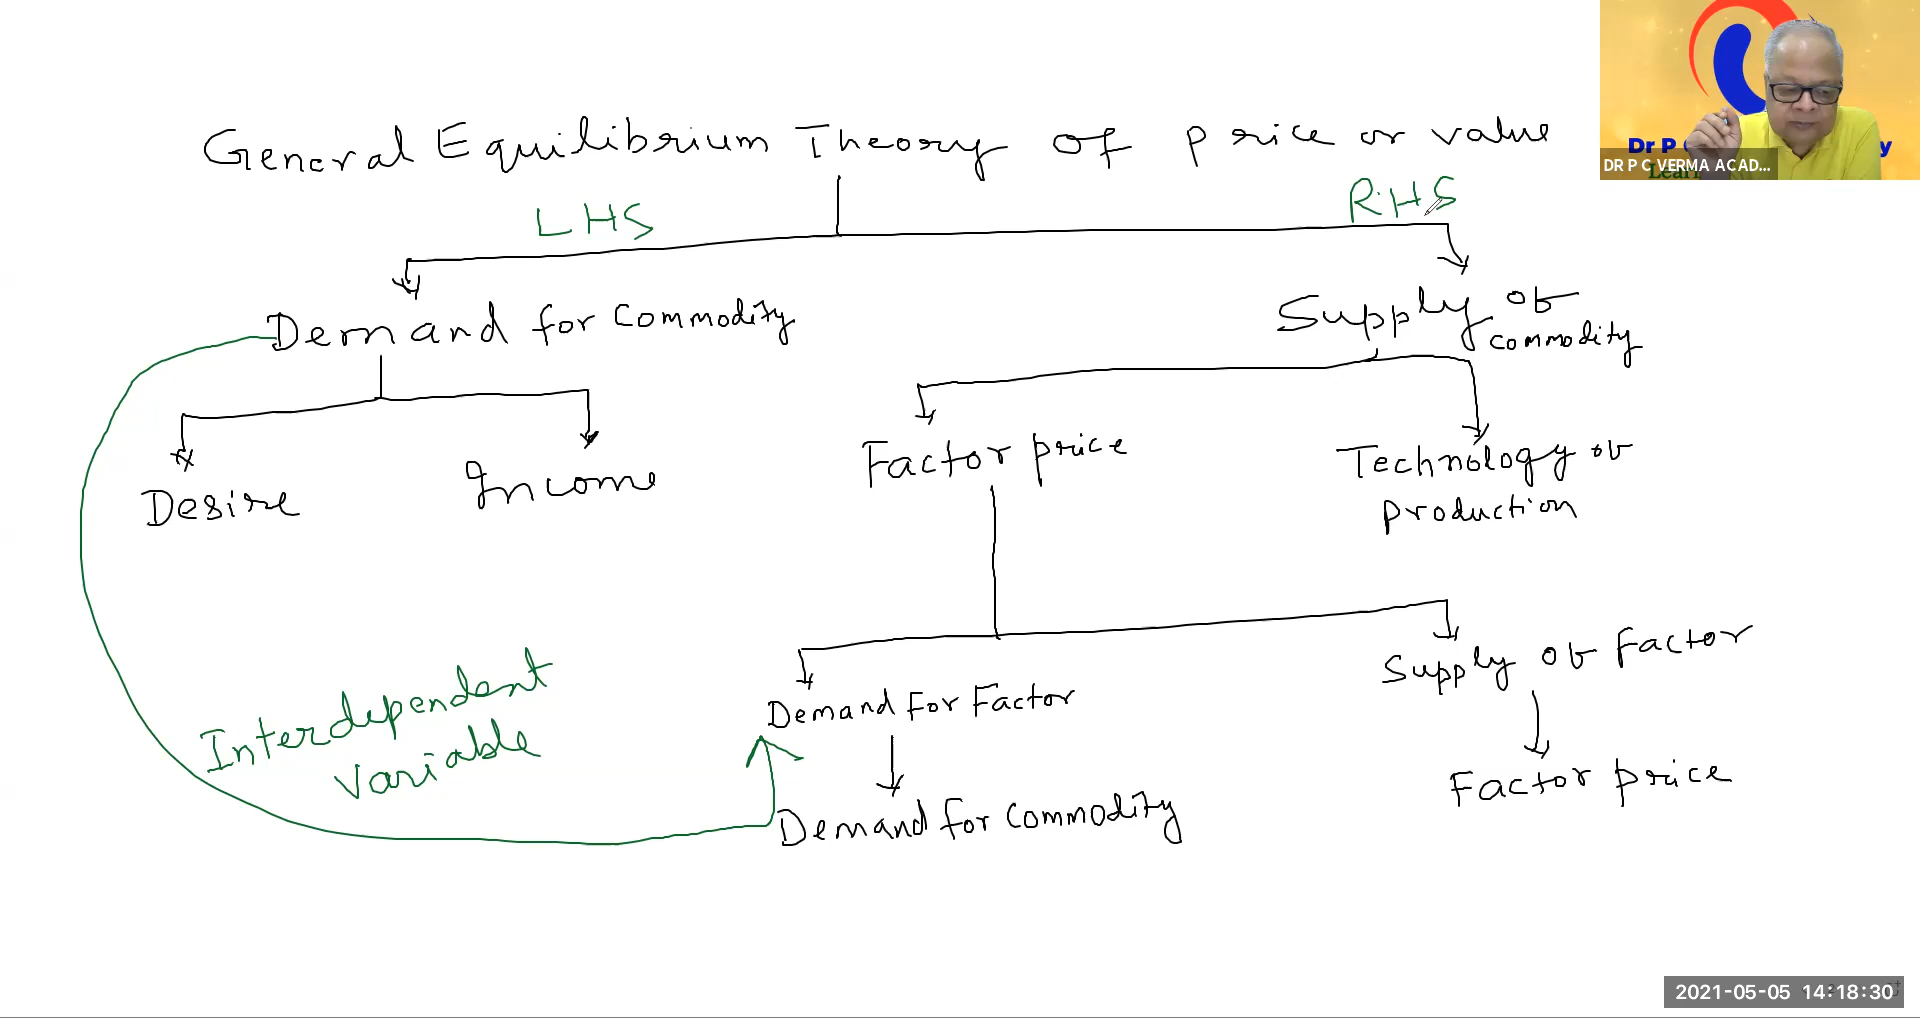 General Equilibrium Theory of price or value
LHS
RHS
Demand for Commodity
Supply of
commodity
Desire
Income
Factor price
Technology of
production
Demand For Factor
Supply of Factor
Interdependent
variable
Demand for commodity
Factor price
Dr P
y
DR P C VERMA ACAD...
2021-05-05 14:18:30